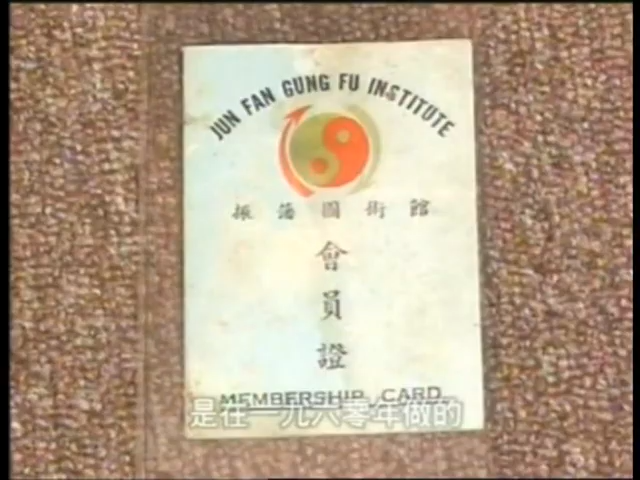 JUN FAN GUNG FU INSTITUTE
振藩國術館
會
員
證
MEMBERSHIP CARD
是在一九六零年做的